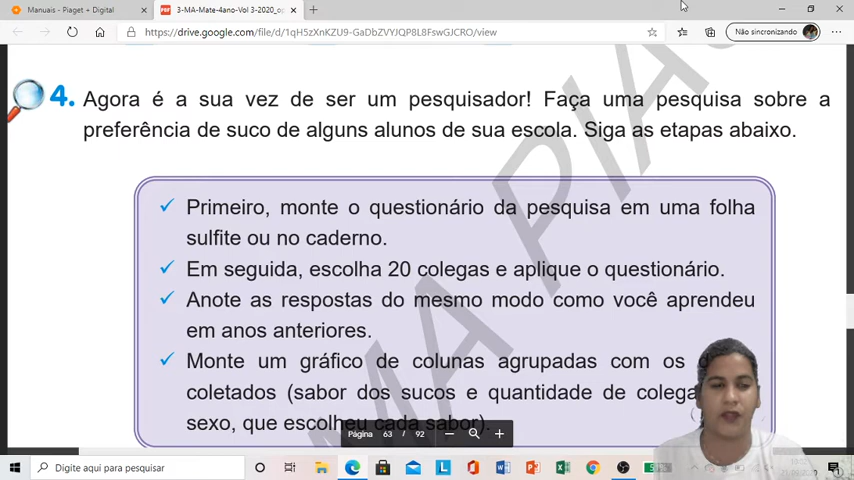 Manuais - Piaget + Digital
3-MA-Mate-4ano-Vol 3-2020_op
https://drive.google.com/file/d/1qH5zXnKZU9-GaDbZVYJQP8L8FswGJCRO/view
Não sincronizando
4. Agora é a sua vez de ser um pesquisador! Faça uma pesquisa sobre a
preferência de suco de alguns alunos de sua escola. Siga as etapas abaixo.
Primeiro, monte o questionário da pesquisa em uma folha
sulfite ou no caderno.
Em seguida, escolha 20 colegas e aplique o questionário.
Anote as respostas do mesmo modo como você aprendeu
em anos anteriores.
Monte um gráfico de colunas agrupadas com os
coletados (sabor dos sucos e quantidade de
sexo, que escolheu cada sabor).
Página 63 / 92
Digite aqui para pesquisar